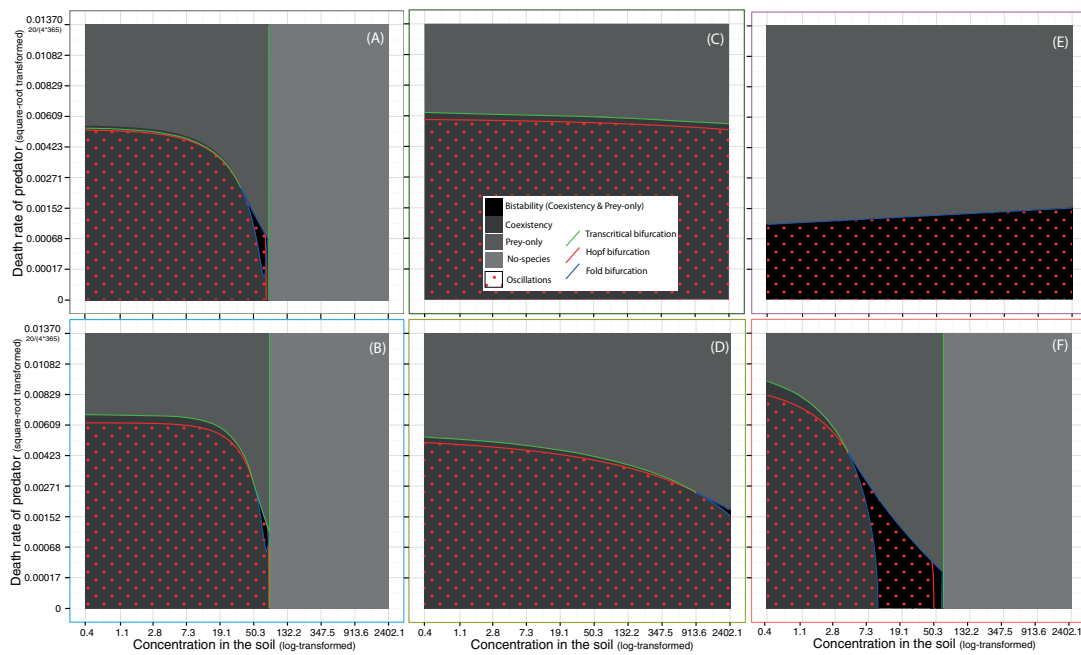 0.01370
20/(4*365)
0.01082
0.00829
0.00609
0.00423
0.00271
0.00152
0.00068
0.00017
0
Death rate of predator (square-root transformed)
(A)
(C)
Bistability (Coexistency & Prey-only)
Coexistency
Prey-only
No-species
Oscillations
Transcritical bifurcation
Hopf bifurcation
Fold bifurcation
(E)
0.01370
20/(4*365)
0.01082
0.00829
0.00609
0.00423
0.00271
0.00152
0.00068
0.00017
0
Death rate of predator (square-root transformed)
(B)
(D)
(F)
0.4 1.1 2.8 7.3 19.1 50.3 132.2 347.5 913.6 2402.1
Concentration in the soil (log-transformed)
0.4 1.1 2.8 7.3 19.1 50.3 132.2 347.5 913.6 2402.1
Concentration in the soil (log-transformed)
0.4 1.1 2.8 7.3 19.1 50.3 132.2 347.5 913.6 2402.1
Concentration in the soil (log-transformed)